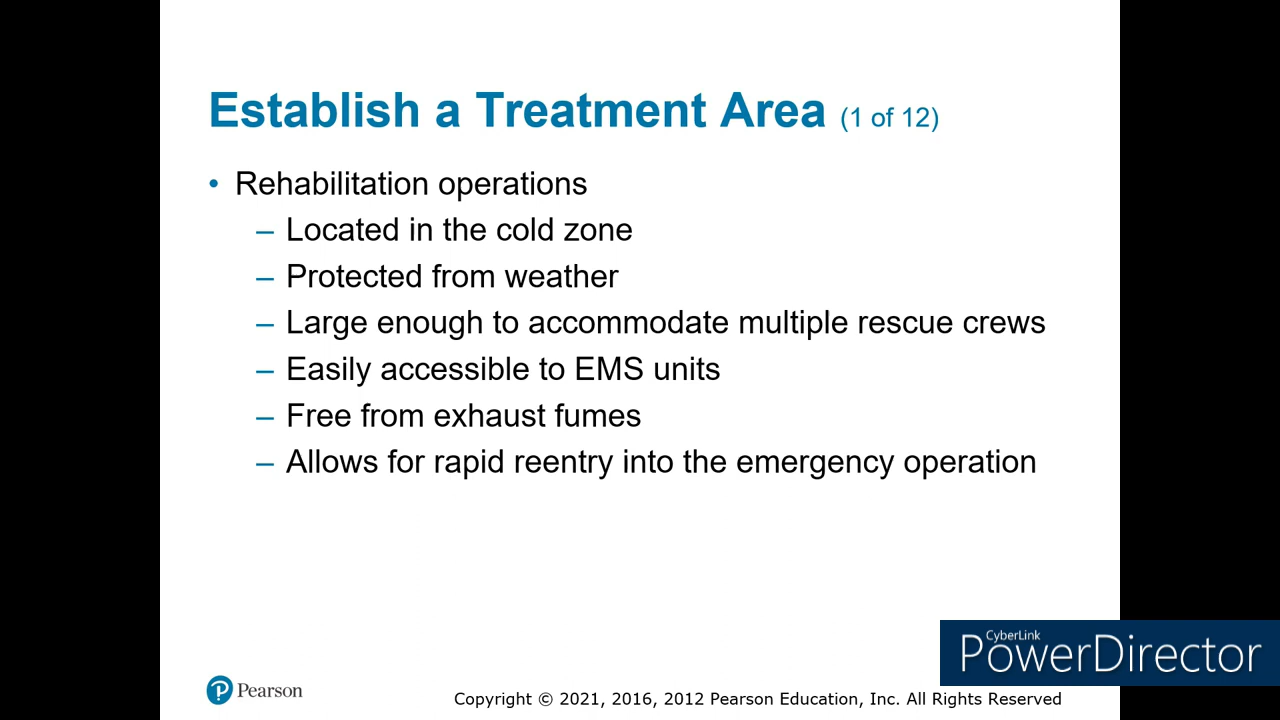 Establish a Treatment Area (1 of 12)
• Rehabilitation operations
– Located in the cold zone
– Protected from weather
– Large enough to accommodate multiple rescue crews
– Easily accessible to EMS units
– Free from exhaust fumes
– Allows for rapid reentry into the emergency operation
CyberLink
PowerDirector
Pearson
Copyright © 2021, 2016, 2012 Pearson Education, Inc. All Rights Reserved